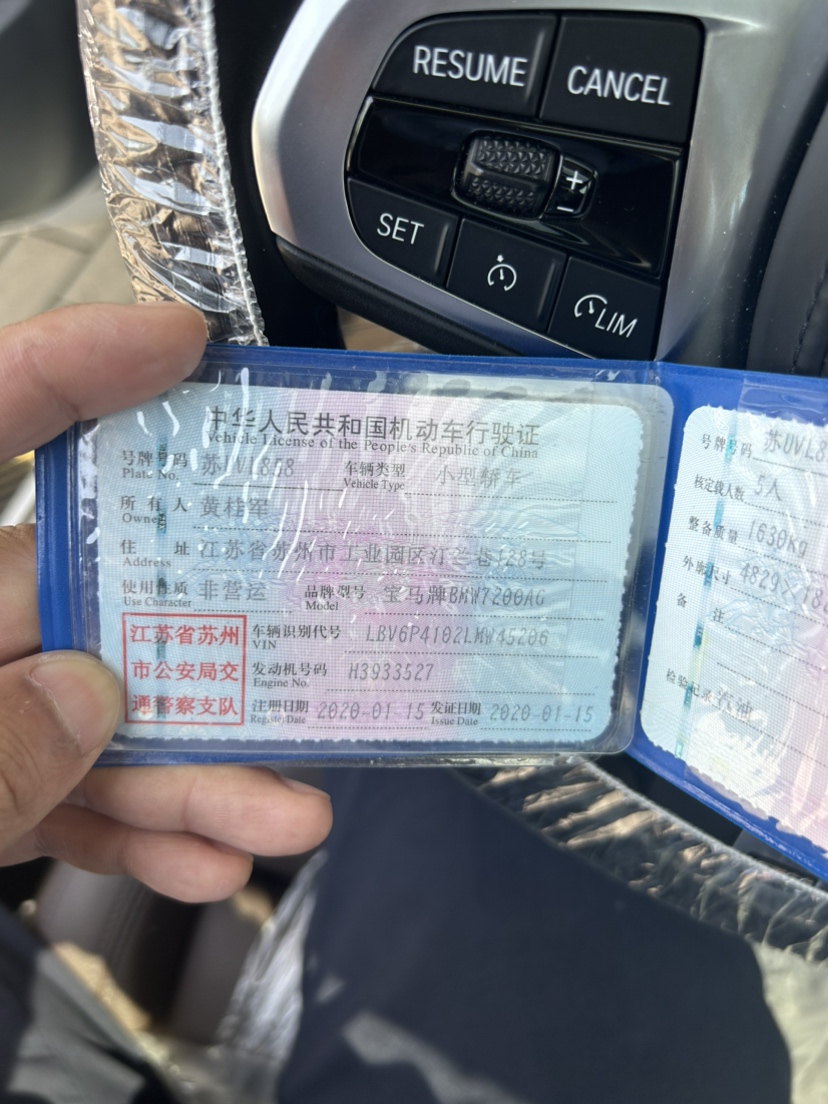 RESUME
CANCEL
+
−
SET
LIM
中华人民共和国机动车行驶证
Vehicle License of the People's Republic of China
号牌号码 苏UVL858 车辆类型 小型轿车
Plate No. Vehicle Type
所有人 黄桂军
Owner
住址 江苏省苏州市工业园区汀兰巷128号
Address
使用性质 非营运 品牌型号 宝马牌BMW7200AG
Use Character Model
江苏省苏州
市公安局交
通警察支队
车辆识别代号 LBV6P4102LMW45206
VIN
发动机号码 H3933527
Engine No.
注册日期 2020-01-15 发证日期 2020-01-15
Register Date Issue Date
号牌号码 苏UVL8
核定载人数 5人
整备质量 1630Kg
外廓尺寸 4829×18
备注
检验记录 汽油